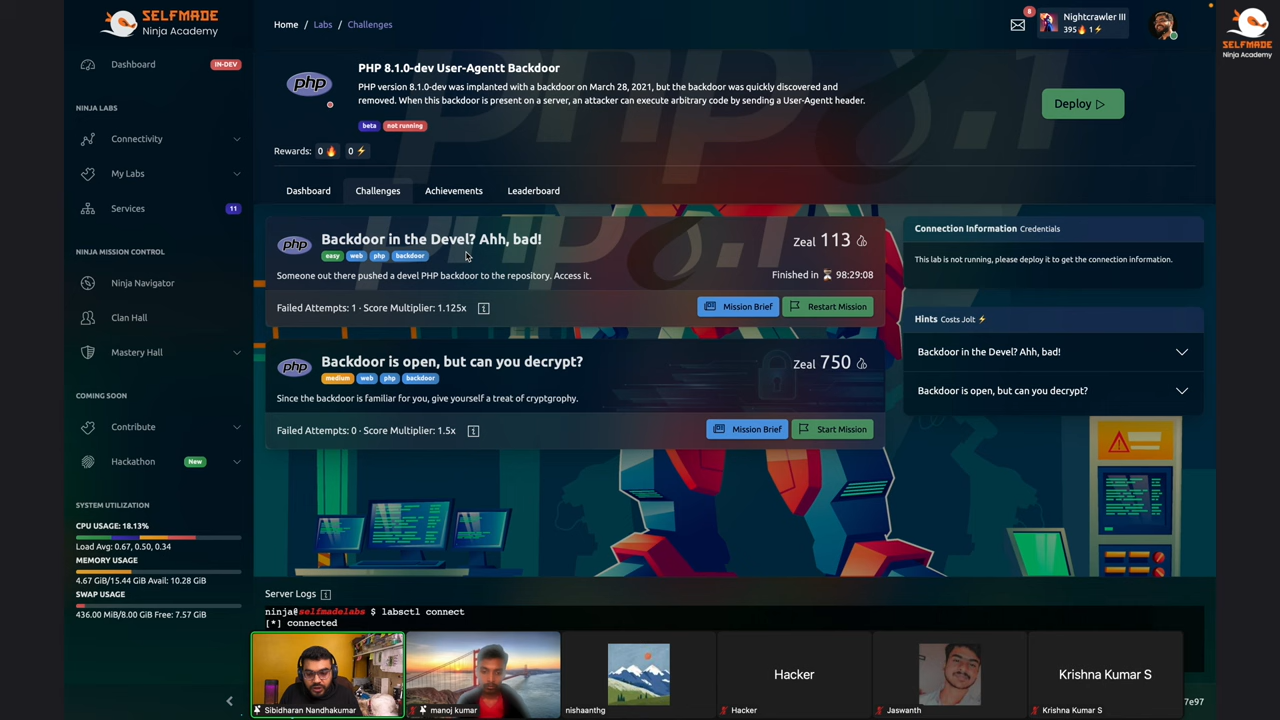 SELFMADE
Ninja Academy
Home / Labs / Challenges
8
Nightcrawler III
395 1
SELFMADE
Ninja Academy
Dashboard
IN-DEV
NINJA LABS
Connectivity
My Labs
Services
11
NINJA MISSION CONTROL
Ninja Navigator
Clan Hall
Mastery Hall
COMING SOON
Contribute
Hackathon
New
SYSTEM UTILIZATION
CPU USAGE: 18.13%
Load Avg: 0.67, 0.50, 0.34
MEMORY USAGE
4.67 GiB/15.44 GiB Avail: 10.28 GiB
SWAP USAGE
436.00 MiB/8.00 GiB Free: 7.57 GiB
php
PHP 8.1.0-dev User-Agentt Backdoor
PHP version 8.1.0-dev was implanted with a backdoor on March 28, 2021, but the backdoor was quickly discovered and
removed. When this backdoor is present on a server, an attacker can execute arbitrary code by sending a User-Agentt header.
beta not running
Deploy
Rewards: 0 0
Dashboard Challenges Achievements Leaderboard
php
Backdoor in the Devel? Ahh, bad!
easy web php backdoor
Zeal 113
Someone out there pushed a devel PHP backdoor to the repository. Access it.
Finished in 98:29:08
Failed Attempts: 1 · Score Multiplier: 1.125x
Mission Brief
Restart Mission
php
Backdoor is open, but can you decrypt?
medium web php backdoor
Zeal 750
Since the backdoor is familiar for you, give yourself a treat of cryptgrophy.
Failed Attempts: 0 · Score Multiplier: 1.5x
Mission Brief
Start Mission
Connection Information Credentials
This lab is not running, please deploy it to get the connection information.
Hints Costs Jolt
Backdoor in the Devel? Ahh, bad!
Backdoor is open, but can you decrypt?
Server Logs
ninja@selfmadelabs $ labsctl connect
[*] connected
Sibidharan Nandhakumar
manoj kumar
nishaanthg
Hacker
Hacker
Jaswanth
Krishna Kumar S
Krishna Kumar S
7e97